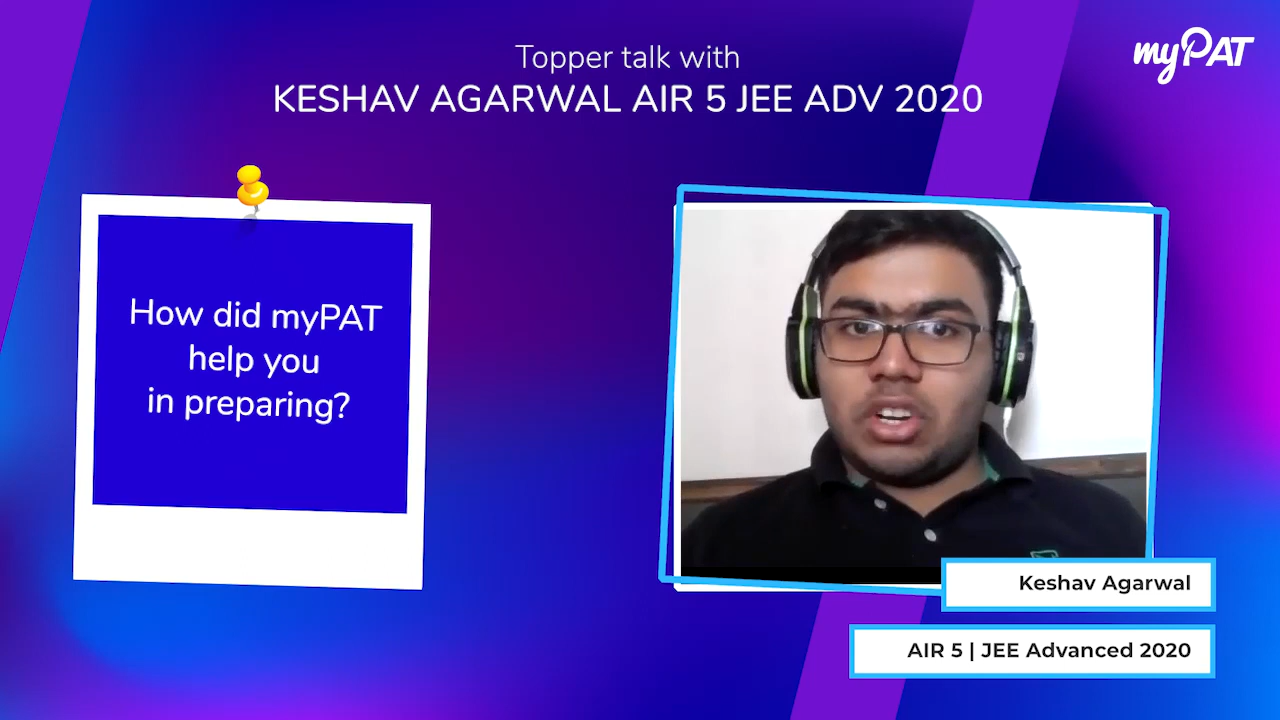 Topper talk with
KESHAV AGARWAL AIR 5 JEE ADV 2020
myPAT
How did myPAT
help you
in preparing?
Keshav Agarwal
AIR 5 | JEE Advanced 2020